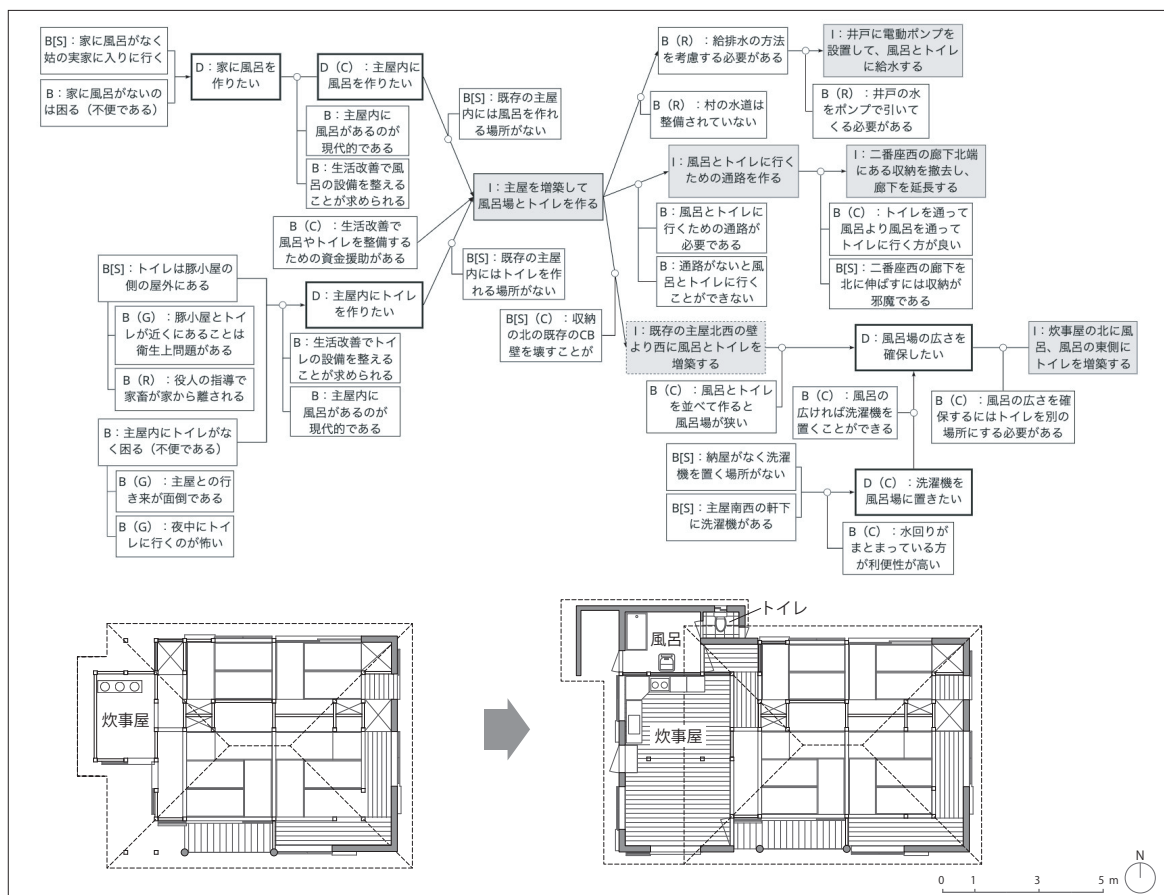 B[S]：家に風呂がなく
姑の実家に入りに行く
B：家に風呂がないの
は困る（不便である）
D：家に風呂を
作りたい
D（C）：主屋内に
風呂を作りたい
B：主屋内に
風呂があるのが
現代的である
B：生活改善で風
呂の設備を整える
ことが求められる
B[S]：既存の主屋
内には風呂を作れ
る場所がない
I：主屋を増築して
風呂場とトイレを作る
B（C）：生活改善で
風呂やトイレを整備する
ための資金援助がある
B[S]：トイレは豚小屋の
側の屋外にある
B（G）：豚小屋とトイ
レが近くにあることは
衛生上問題がある
B（R）：役人の指導で
家畜が家から離される
B：主屋内にトイレがな
く困る（不便である）
B（G）：主屋との行
き来が面倒である
B（G）：夜中にトイ
レに行くのが怖い
D：主屋内にトイレ
を作りたい
B：生活改善でトイ
レの設備を整える
ことが求められる
B：主屋内に
風呂があるのが
現代的である
B[S]：既存の主屋
内にはトイレを作
れる場所がない
B（R）：給排水の方法
を考慮する必要がある
B（R）：村の水道は
整備されていない
I：井戸に電動ポンプを
設置して、風呂とトイレ
に給水する
B（R）：井戸の水
をポンプで引いて
くる必要がある
I：風呂とトイレに行く
ための通路を作る
B：風呂とトイレに
行くための通路が
必要である
B：通路がないと風
呂とトイレに行くこ
とができない
I：二番座西の廊下北端
にある収納を撤去し、
廊下を延長する
B（C）：トイレを通って
風呂より風呂を通って
トイレに行く方が良い
B[S]：二番座西の廊下を
北に伸ばすには収納が
邪魔である
B[S]（C）：収納
の北の既存のCB
壁を壊すことが
I：既存の主屋北西の壁
より西に風呂とトイレを
増築する
B（C）：風呂とトイレ
を並べて作ると
風呂場が狭い
D：風呂場の広さを
確保したい
B（C）：風呂の
広ければ洗濯機を
置くことができる
I：炊事屋の北に風
呂、風呂の東側に
トイレを増築する
B（C）：風呂の広さを確
保するにはトイレを別の
場所にする必要がある
B[S]：納屋がなく洗濯
機を置く場所がない
B[S]：主屋南西の軒下
に洗濯機がある
D（C）：洗濯機を
風呂場に置きたい
B（C）：水回りが
まとまっている方
が利便性が高い
炊事屋
トイレ
風呂
炊事屋
N
0 1 3 5 m